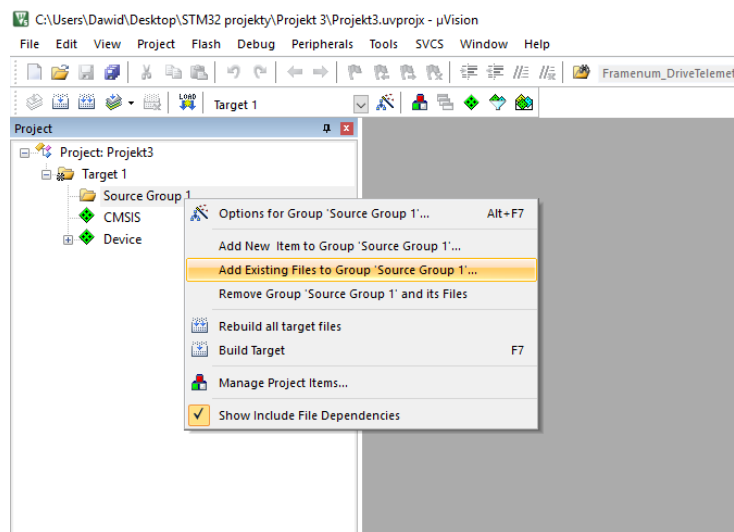 C:\Users\Dawid\Desktop\STM32 projekty\Projekt 3\Projekt3.uvprojx - µVision
File Edit View Project Flash Debug Peripherals Tools SVCS Window Help
Framenum_DriveTelemet
LOAD Target 1
Project
Project: Projekt3
Target 1
Source Group 1
CMSIS
Device
Options for Group 'Source Group 1'... Alt+F7
Add New Item to Group 'Source Group 1'...
Add Existing Files to Group 'Source Group 1'...
Remove Group 'Source Group 1' and its Files
Rebuild all target files
Build Target F7
Manage Project Items...
Show Include File Dependencies